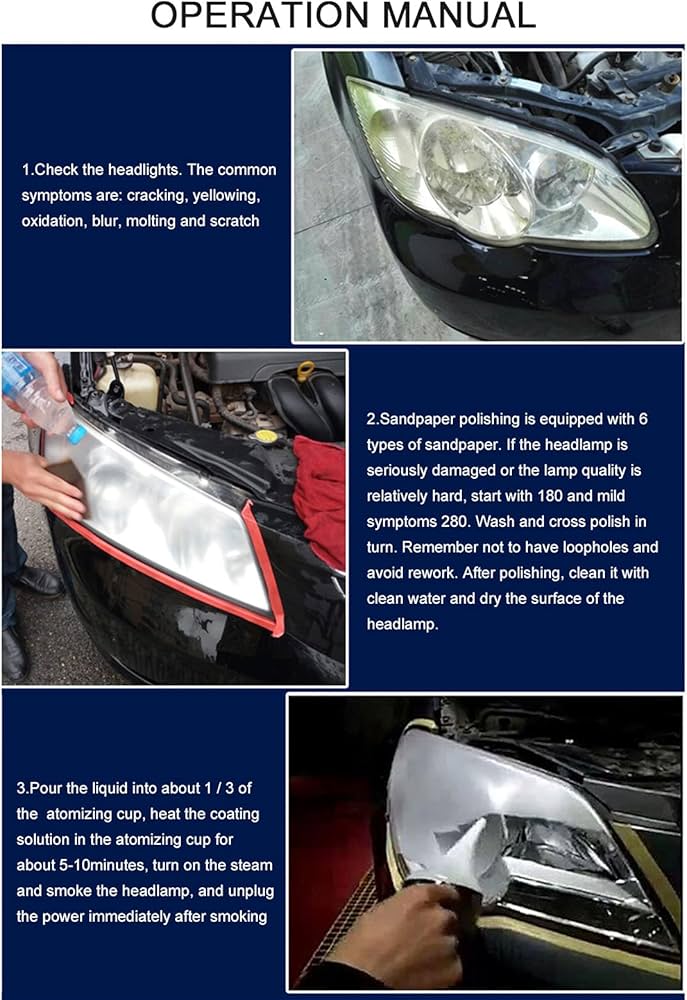 OPERATION MANUAL
1.Check the headlights. The common
symptoms are: cracking, yellowing,
oxidation, blur, molting and scratch
2.Sandpaper polishing is equipped with 6
types of sandpaper. If the headlamp is
seriously damaged or the lamp quality is
relatively hard, start with 180 and mild
symptoms 280. Wash and cross polish in
turn. Remember not to have loopholes and
avoid rework. After polishing, clean it with
clean water and dry the surface of the
headlamp.
3.Pour the liquid into about 1 / 3 of
the atomizing cup, heat the coating
solution in the atomizing cup for
about 5-10minutes, turn on the steam
and smoke the headlamp, and unplug
the power immediately after smoking